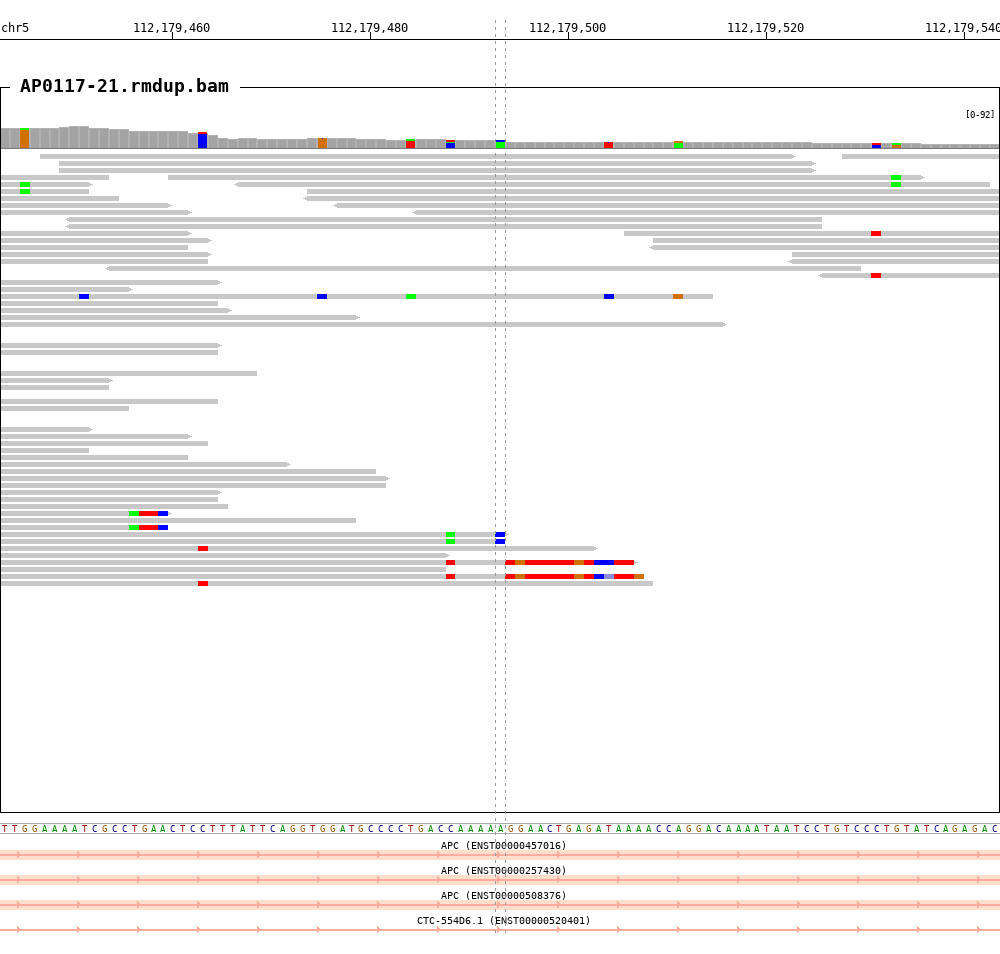 chr5 112,179,460 112,179,480 112,179,500 112,179,520 112,179,540
AP0117-21.rmdup.bam
[0-92]
T T G G A A A A T C G C C T G A A C T C C T T T A T T C A G G T G G A T G C C C C T G A C C A A A A A G G A A C T G A G A T A A A A C C A G G A C A A A A T A A T C C T G T C C C T G T A T C A G A G A C
APC (ENST00000457016)
APC (ENST00000257430)
APC (ENST00000508376)
CTC-554D6.1 (ENST00000520401)